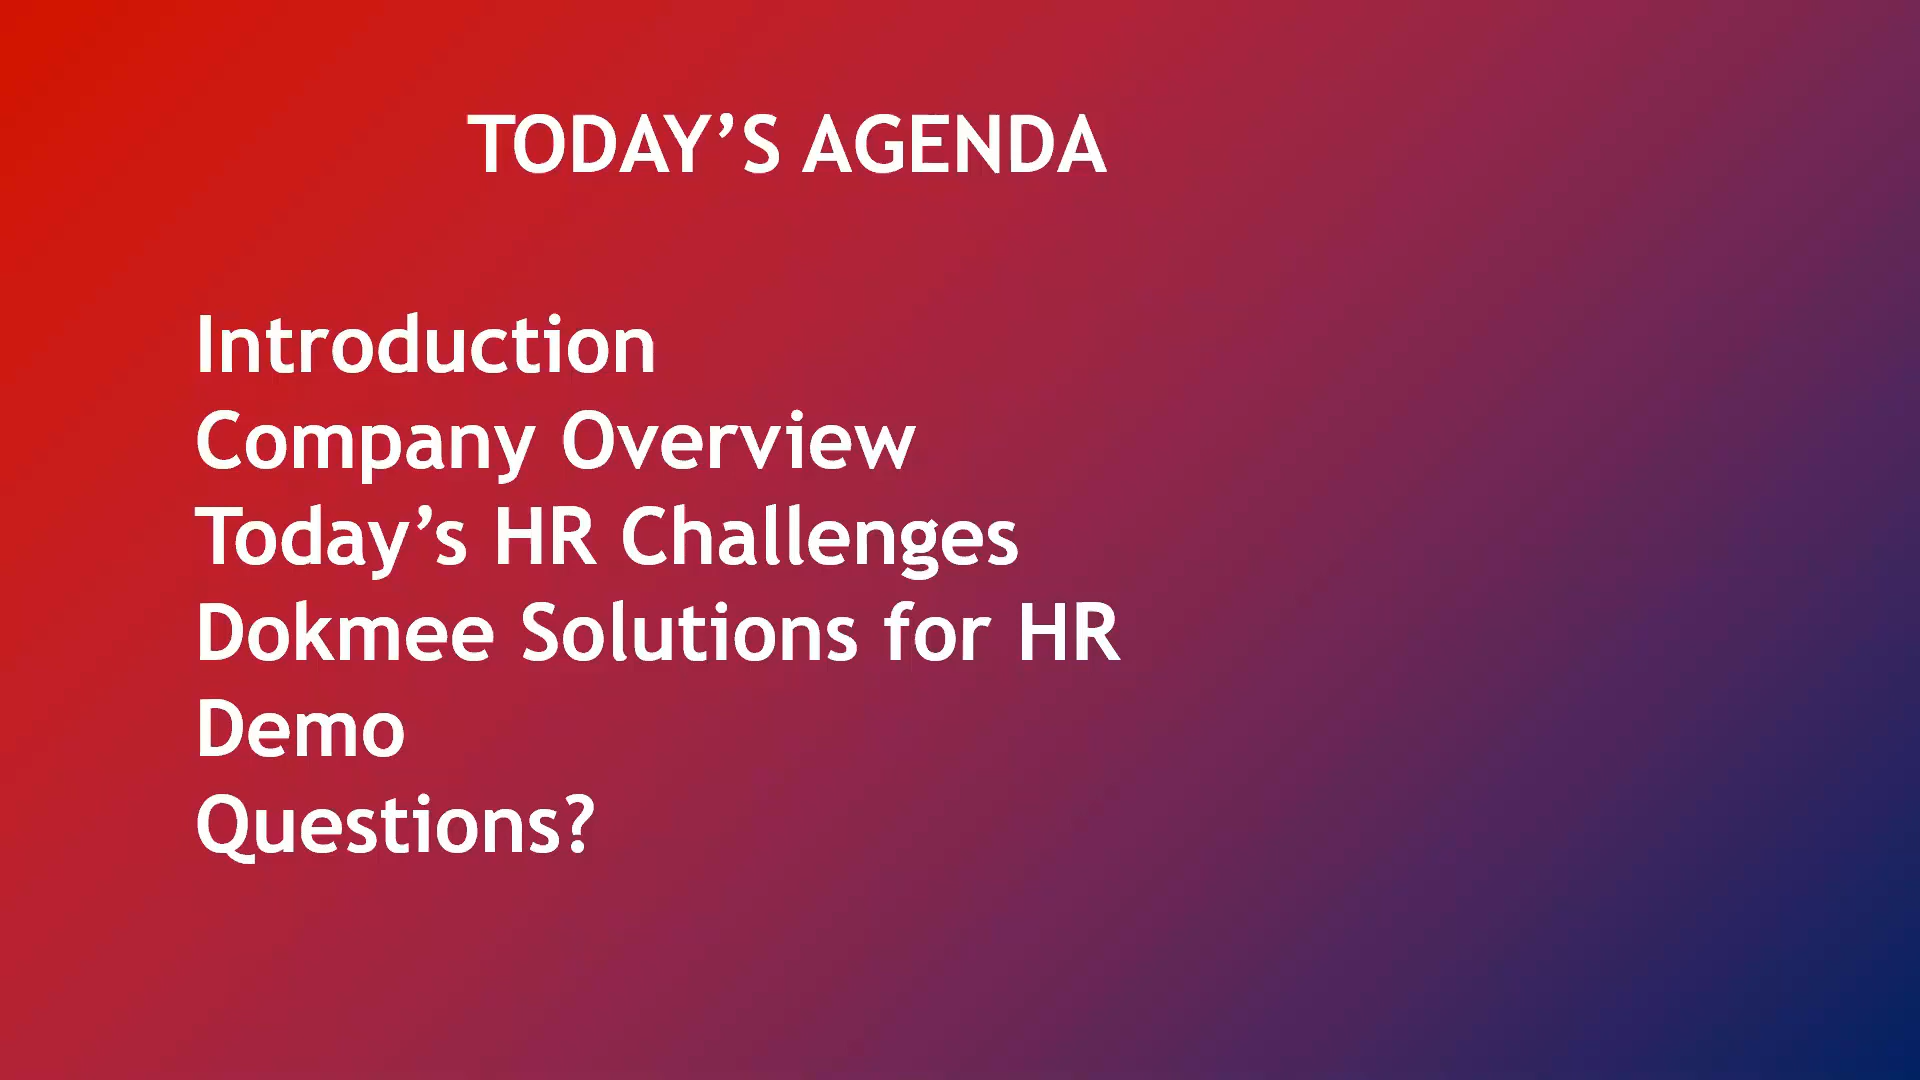 TODAY’S AGENDA
Introduction
Company Overview
Today’s HR Challenges
Dokmee Solutions for HR
Demo
Questions?